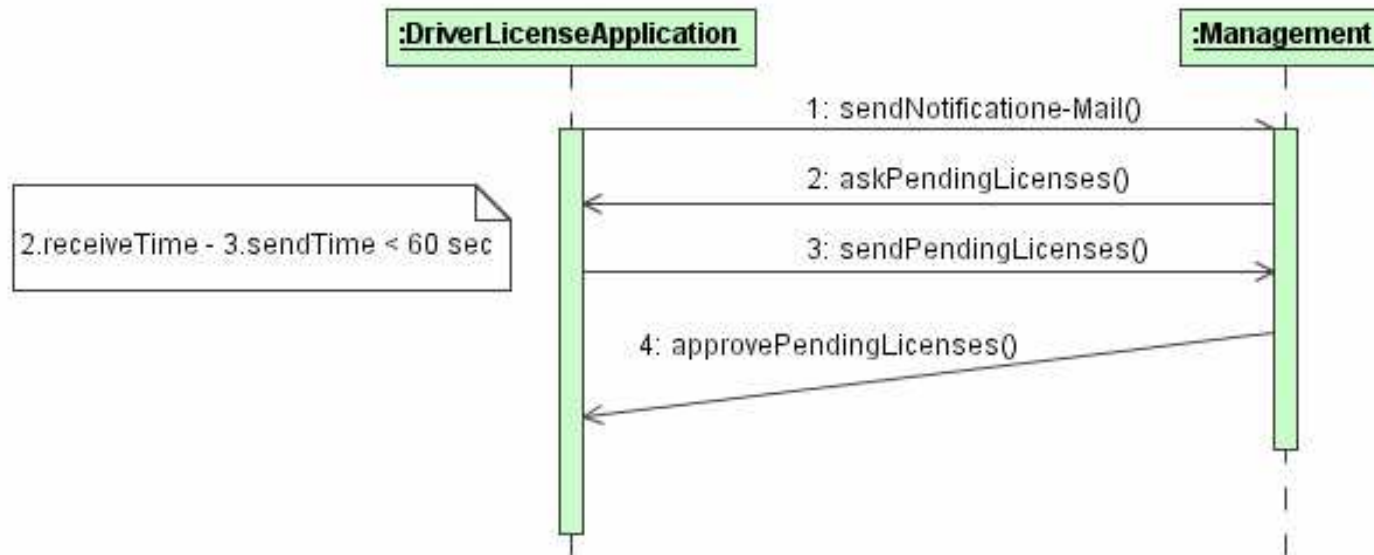 :DriverLicenseApplication
:Management
1: sendNotificatione-Mail()
2: askPendingLicenses()
2.receiveTime - 3.sendTime < 60 sec
3: sendPendingLicenses()
4: approvePendingLicenses()